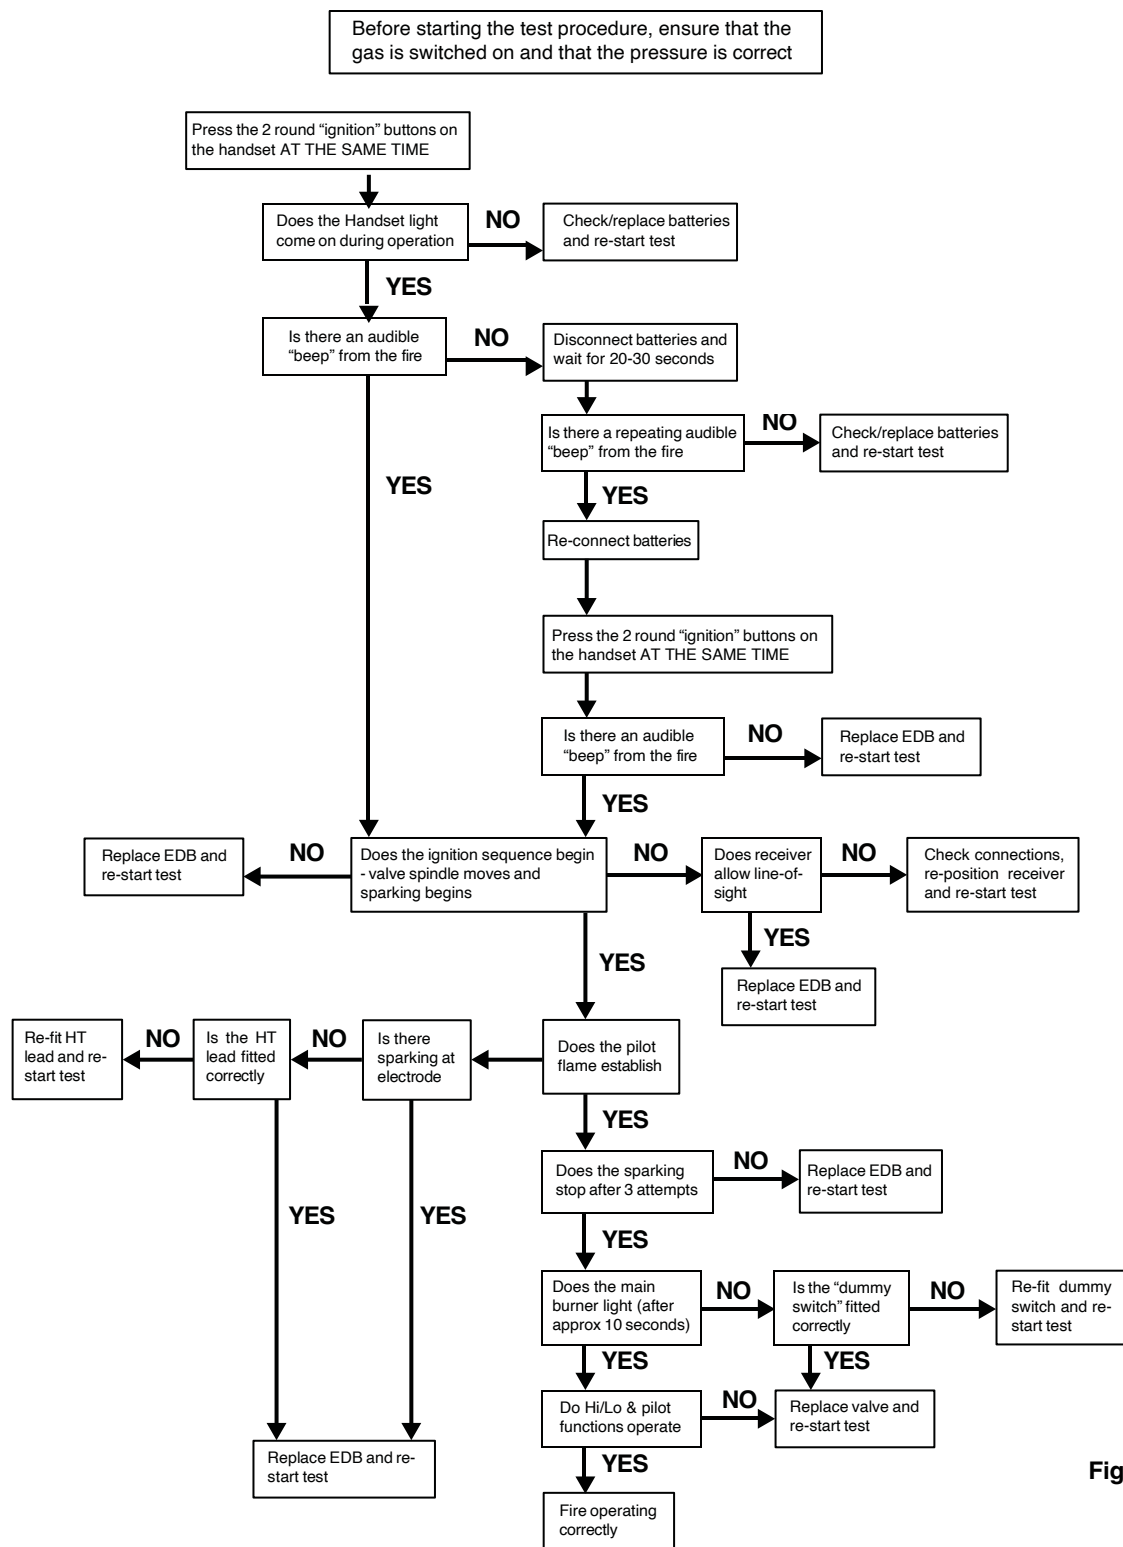 Before starting the test procedure, ensure that the
gas is switched on and that the pressure is correct
Press the 2 round “ignition” buttons on
the handset AT THE SAME TIME
Does the Handset light
come on during operation
NO
Check/replace batteries
and re-start test
YES
Is there an audible
“beep” from the fire
NO
Disconnect batteries and
wait for 20-30 seconds
Is there a repeating audible
“beep” from the fire
NO
Check/replace batteries
and re-start test
YES
YES
Re-connect batteries
Press the 2 round “ignition” buttons on
the handset AT THE SAME TIME
Is there an audible
“beep” from the fire
NO
Replace EDB and
re-start test
YES
Replace EDB and
re-start test
NO
Does the ignition sequence begin
- valve spindle moves and
sparking begins
NO
Does receiver
allow line-of-
sight
NO
Check connections,
re-position receiver
and re-start test
YES
YES
Replace EDB and
re-start test
Re-fit HT
lead and re-
start test
NO
Is the HT
lead fitted
correctly
NO
Is there
sparking at
electrode
Does the pilot
flame establish
YES
Does the sparking
stop after 3 attempts
NO
Replace EDB and
re-start test
YES
YES
YES
Does the main
burner light (after
approx 10 seconds)
NO
Is the “dummy
switch” fitted
correctly
NO
Re-fit dummy
switch and re-
start test
YES
YES
Do Hi/Lo & pilot
functions operate
NO
Replace valve and
re-start test
Replace EDB and re-
start test
YES
Fire operating
correctly
Fig